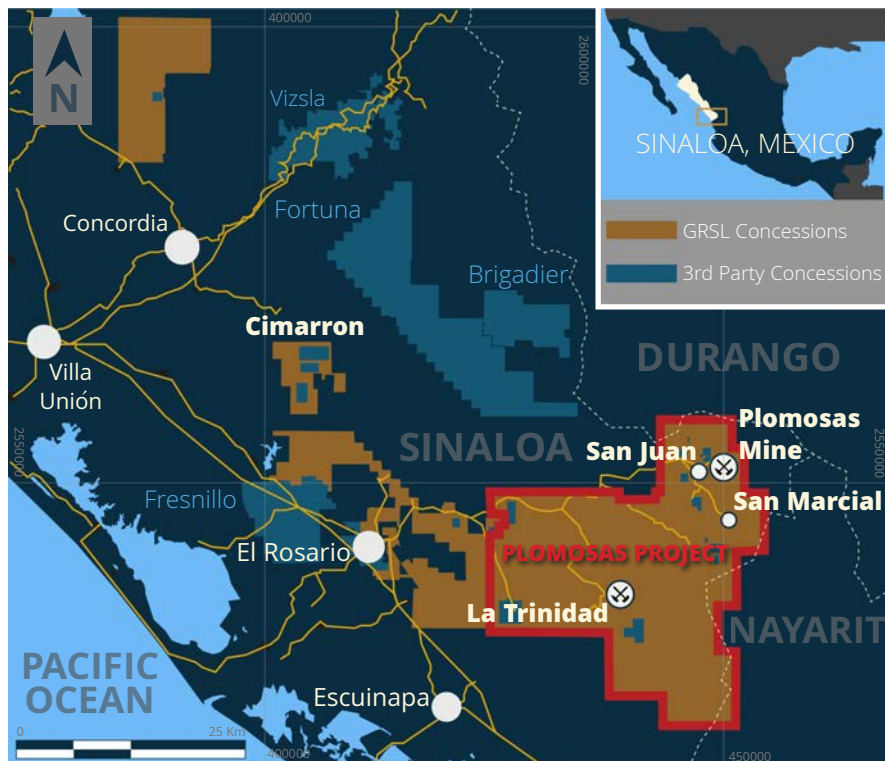 400000
2600000
N
Vizsla
SINALOA, MEXICO
Fortuna
Concordia
GRSL Concessions
3rd Party Concessions
Brigadier
Cimarron
Villa
Unión
DURANGO
SINALOA
Plomosas
Mine
San Juan
2550000
2550000
Fresnillo
San Marcial
El Rosario
PLOMOSAS PROJECT
La Trinidad
NAYARIT
PACIFIC
OCEAN
Escuinapa
0 25 Km
400000
450000